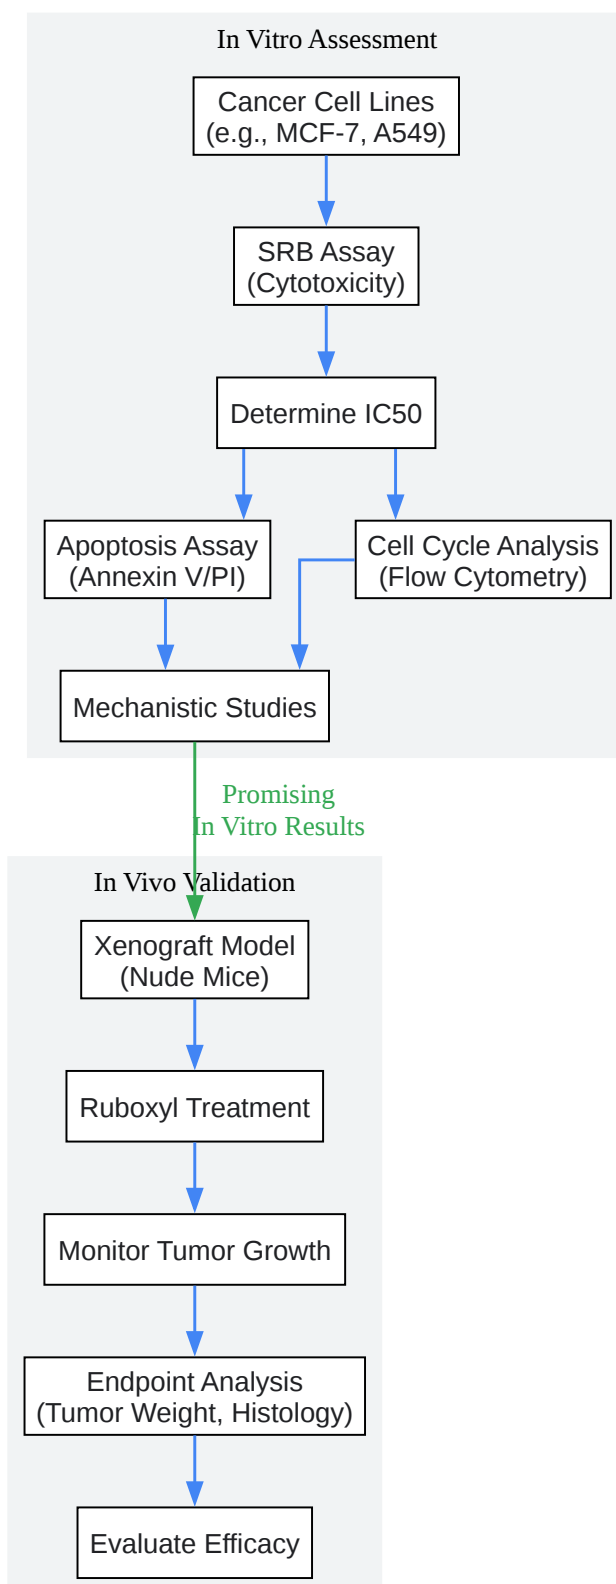 In Vitro Assessment
Cancer Cell Lines
(e.g., MCF-7, A549)
SRB Assay
(Cytotoxicity)
Determine IC50
Apoptosis Assay
(Annexin V/PI)
Cell Cycle Analysis
(Flow Cytometry)
Mechanistic Studies
Promising
In Vitro Results
In Vivo Validation
Xenograft Model
(Nude Mice)
Ruboxyl Treatment
Monitor Tumor Growth
Endpoint Analysis
(Tumor Weight, Histology)
Evaluate Efficacy